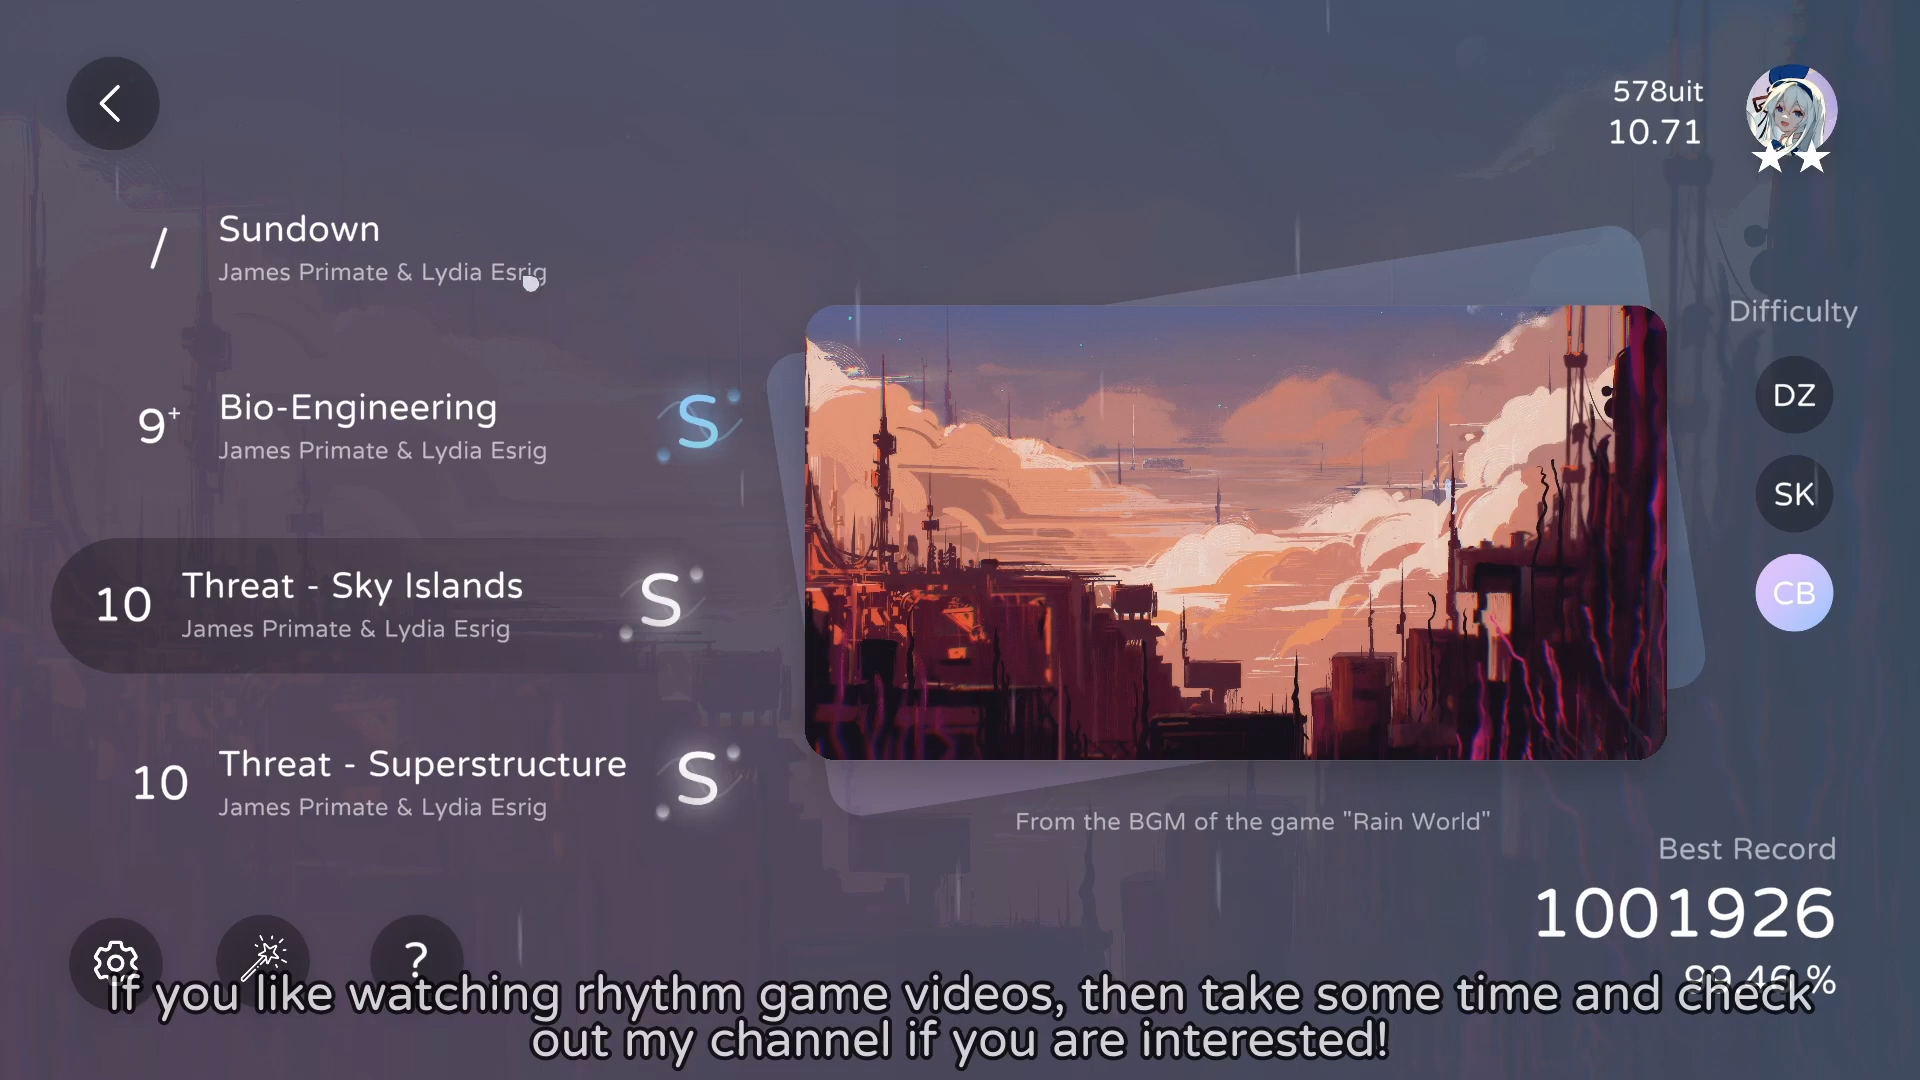 578uit
10.71
/
Sundown
James Primate & Lydia Esrig
Difficulty
DZ
SK
CB
9+
Bio-Engineering
James Primate & Lydia Esrig
S
10
Threat - Sky Islands
James Primate & Lydia Esrig
S
10
Threat - Superstructure
James Primate & Lydia Esrig
S
From the BGM of the game "Rain World"
Best Record
1001926
99.46 %
?
If you like watching rhythm game videos, then take some time and check
out my channel if you are interested!